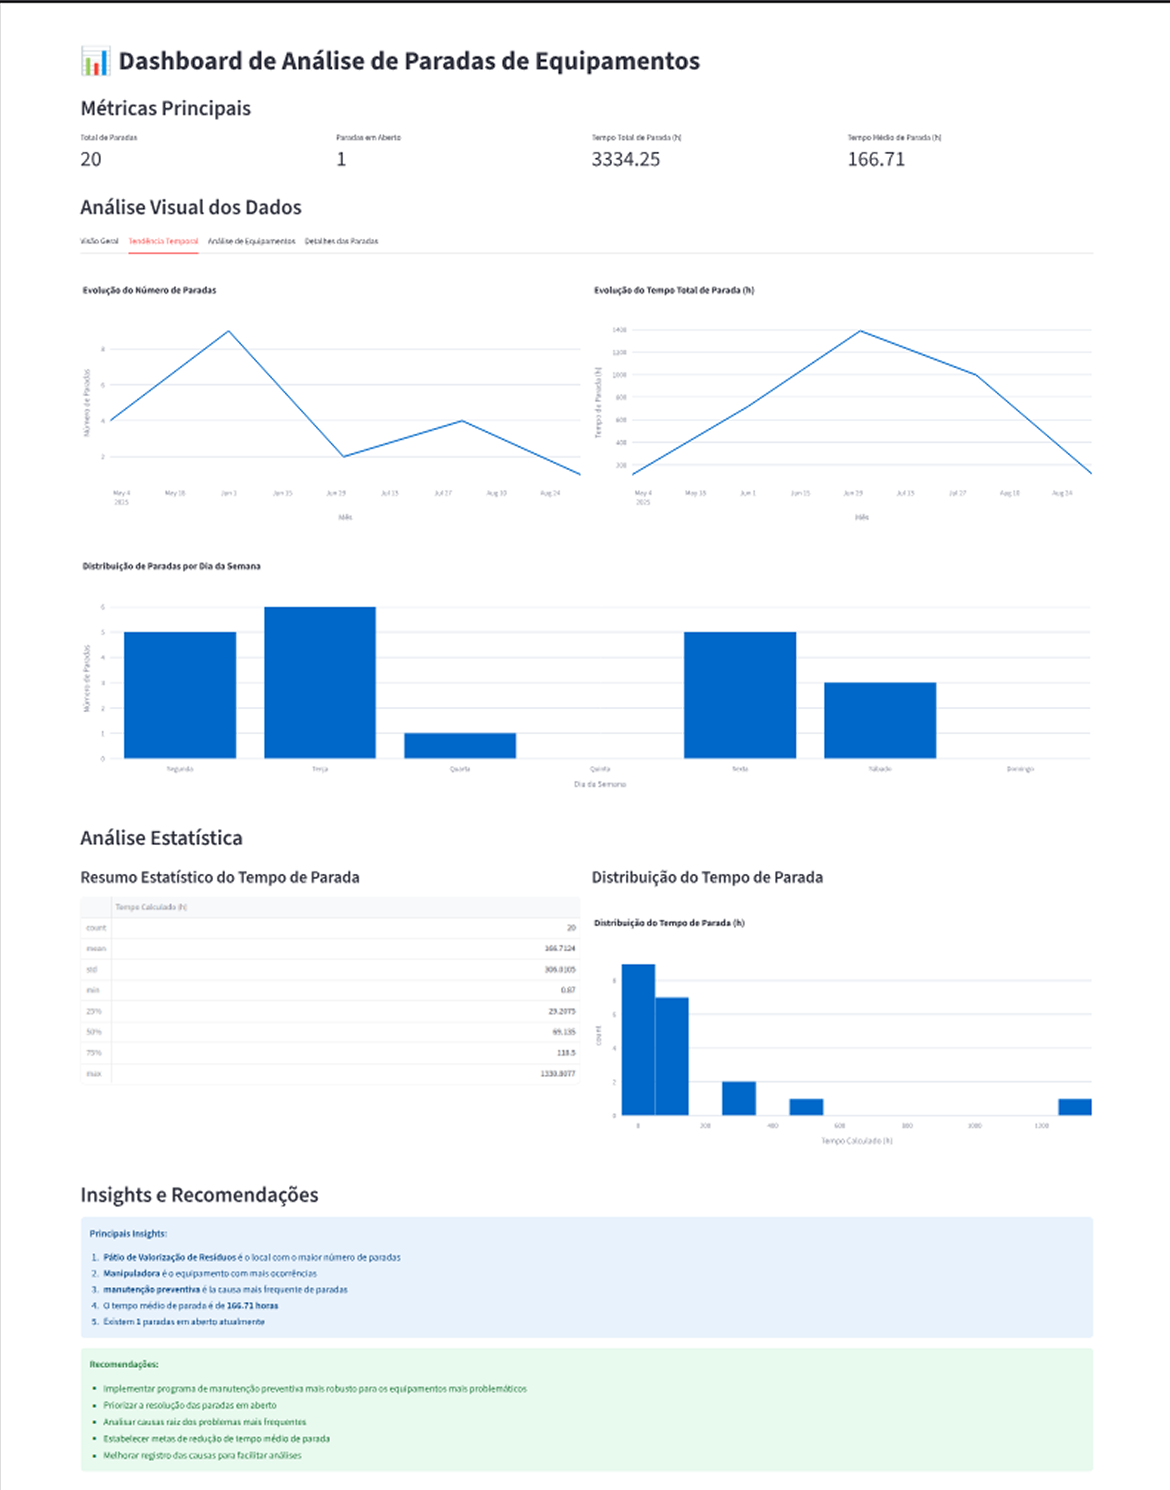 Dashboard de Análise de Paradas de Equipamentos
Métricas Principais
Total de Paradas
20
Paradas em Aberto
1
Tempo Total de Parada (h)
3334.25
Tempo Médio de Parada (h)
166.71
Análise Visual dos Dados
Visão Geral Tendência Temporal Análise de Equipamentos Detalhes das Paradas
Evolução do Número de Paradas
Número de Paradas
8
6
4
2
May 4 May 18 Jun 1 Jun 15 Jun 29 Jul 13 Jul 27 Aug 10 Aug 24
2025
Mês
Evolução do Tempo Total de Parada (h)
Tempo de Parada (h)
1400
1200
1000
800
600
400
200
May 4 May 18 Jun 1 Jun 15 Jun 29 Jul 13 Jul 27 Aug 10 Aug 24
2025
Mês
Distribuição de Paradas por Dia da Semana
Número de Paradas
6
5
4
3
2
1
0
Segunda Terça Quarta Quinta Sexta Sábado Domingo
Dia da Semana
Análise Estatística
Resumo Estatístico do Tempo de Parada
Tempo Calculado (h)
count 20
mean 166.7124
std
min 0.67
25% 23.2075
50% 69.135
75% 118.5
max
Distribuição do Tempo de Parada
Distribuição do Tempo de Parada (h)
count
8
6
4
2
0
0 200 400 600 800 1000 1200
Tempo Calculado (h)
Insights e Recomendações
Principais Insights:
1. Pátio de Valorização de Resíduos é o local com o maior número de paradas
2. Manipuladora é o equipamento com mais ocorrências
3. manutenção preventiva é la causa mais frequente de paradas
4. O tempo médio de parada é de 166.71 horas
5. Existem 1 paradas em aberto atualmente
Recomendações:
• Implementar programa de manutenção preventiva mais robusto para os equipamentos mais problemáticos
• Priorizar a resolução das paradas em aberto
• Analisar causas raiz dos problemas mais frequentes
• Estabelecer metas de redução de tempo médio de parada
• Melhorar registro das causas para facilitar análises